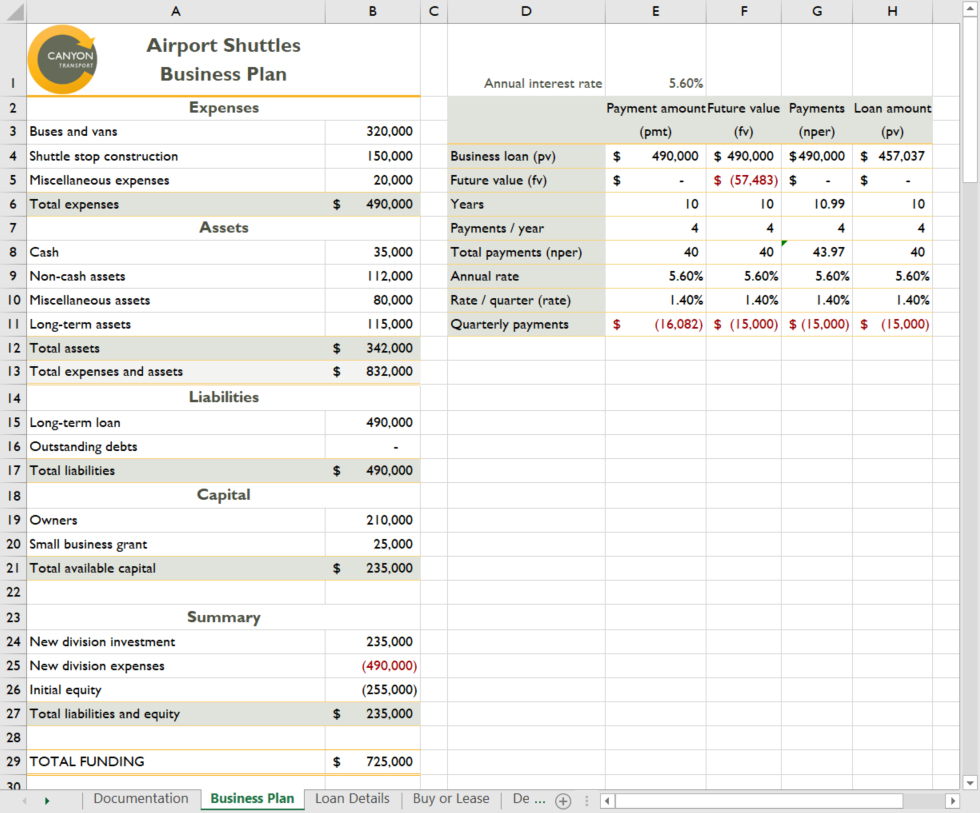 A B C D E F G H
CANYON
TRANSPORT
Airport Shuttles
Business Plan
1 Annual interest rate 5.60%
2 Expenses Payment amount Future value Payments Loan amount
3 Buses and vans 320,000 (pmt) (fv) (nper) (pv)
4 Shuttle stop construction 150,000 Business loan (pv) $ 490,000 $ 490,000 $ 490,000 $ 457,037
5 Miscellaneous expenses 20,000 Future value (fv) $ - $ (57,483) $ - $ -
6 Total expenses $ 490,000 Years 10 10 10.99 10
7 Assets Payments / year 4 4 4 4
8 Cash 35,000 Total payments (nper) 40 40 43.97 40
9 Non-cash assets 112,000 Annual rate 5.60% 5.60% 5.60% 5.60%
10 Miscellaneous assets 80,000 Rate / quarter (rate) 1.40% 1.40% 1.40% 1.40%
11 Long-term assets 115,000 Quarterly payments $ (16,082) $ (15,000) $ (15,000) $ (15,000)
12 Total assets $ 342,000
13 Total expenses and assets $ 832,000
14 Liabilities
15 Long-term loan 490,000
16 Outstanding debts -
17 Total liabilities $ 490,000
18 Capital
19 Owners 210,000
20 Small business grant 25,000
21 Total available capital $ 235,000
22
23 Summary
24 New division investment 235,000
25 New division expenses (490,000)
26 Initial equity (255,000)
27 Total liabilities and equity $ 235,000
28
29 TOTAL FUNDING $ 725,000
30
Documentation Business Plan Loan Details Buy or Lease De ...